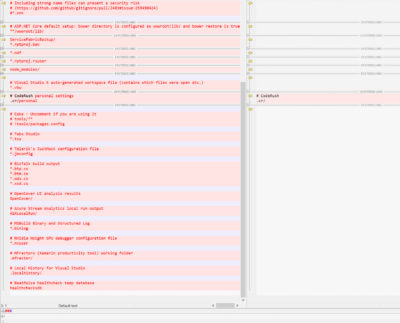 # Including strong name files can present a security risk
# (https://github.com/github/gitignore/pull/2483#issue-259490424)
#*.snk
# ASP.NET Core default setup: bower directory is configured as wwwroot/lib/ and bower restore is true
**/wwwroot/lib/
ServiceFabricBackup/
*.rptproj.bak
*.ndf
*.rptproj.rsuser
node_modules/
# Visual Studio 6 auto-generated workspace file (contains which files were open etc.)
*.vbw
# CodeRush personal settings
.cr/personal
# CodeRush
.cr/
# Cake - Uncomment if you are using it
# tools/**
# !tools/packages.config
# Tabs Studio
*.tss
# Telerik's JustMock configuration file
*.jmconfig
# BizTalk build output
*.btp.cs
*.btm.cs
*.odx.cs
*.xsd.cs
# OpenCover UI analysis results
OpenCover/
# Azure Stream Analytics local run output
ASALocalRun/
# MSBuild Binary and Structured Log
*.binlog
# NVidia Nsight GPU debugger configuration file
*.nvuser
# MFractors (Xamarin productivity tool) working folder
.mfractor/
# Local History for Visual Studio
.localhistory/
# BeatPulse healthcheck temp database
healthchecksdb
Default text